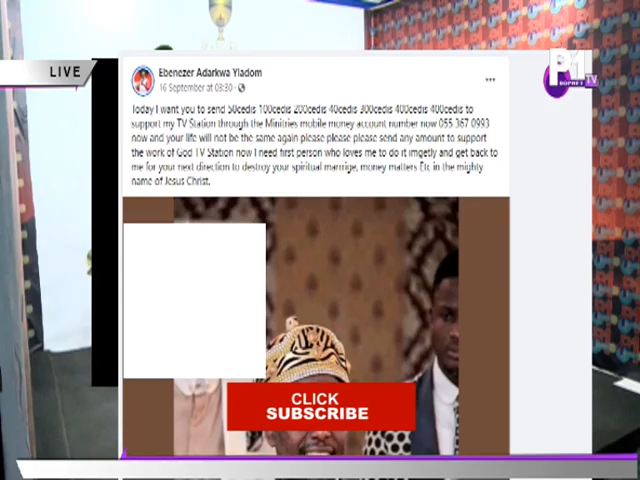 LIVE
P1
BOPREFI TV
Ebenezer Adarkwa Yiadom
16 September at 03:30 ·
Today I want you to send 50cedis 100cedis 200cedis 40cedis 300cedis 400cedis 400cedis to
support my TV Station through the Minitries mobile money account number now 055 367 0993
now and your life will not be the same again please please please send any amount to support
the work of God TV Station now I need first person who loves me to do it imgetly and get back to
me for your next direction to destroy your spiritual marrige, money matters Etc in the mighty
name of Jesus Christ.
CLICK
SUBSCRIBE